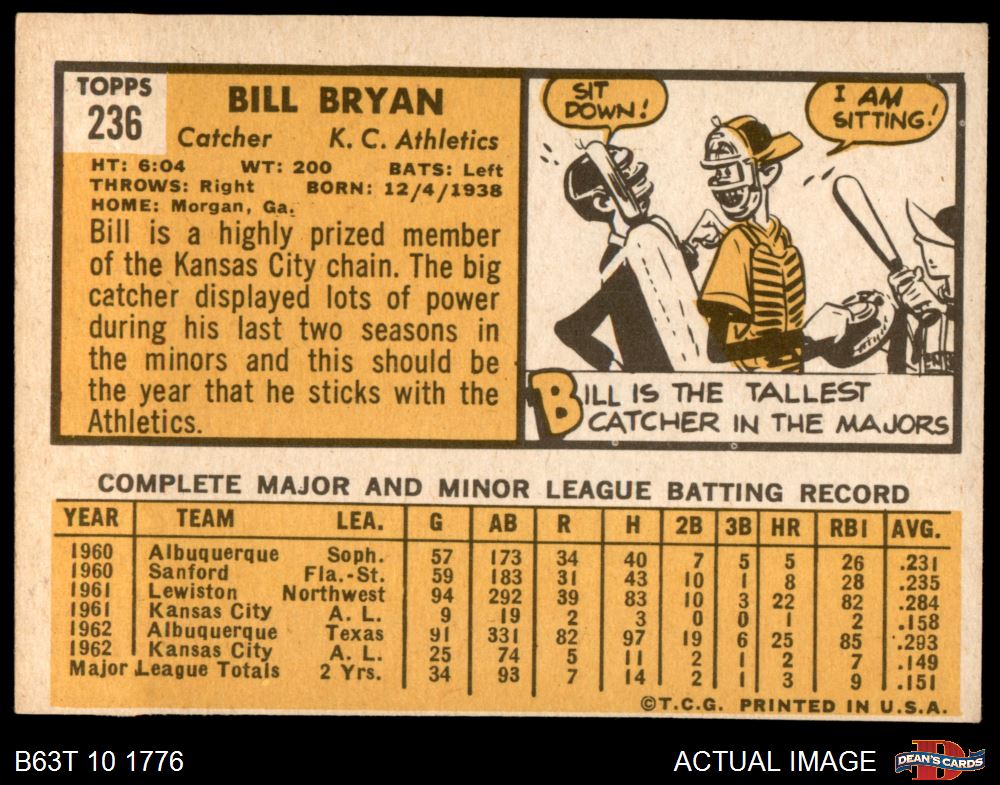 TOPPS
236
BILL BRYAN
Catcher K. C. Athletics
HT: 6:04 WT: 200 BATS: Left
THROWS: Right BORN: 12/4/1938
HOME: Morgan, Ga.
Bill is a highly prized member
of the Kansas City chain. The big
catcher displayed lots of power
during his last two seasons in
the minors and this should be
the year that he sticks with the
Athletics.
SIT
DOWN!
I AM
SITTING!
BILL IS THE TALLEST
CATCHER IN THE MAJORS
COMPLETE MAJOR AND MINOR LEAGUE BATTING RECORD
YEAR TEAM LEA. G AB R H 2B 3B HR RBI AVG.
1960 Albuquerque Soph. 57 173 34 40 7 5 5 26 .231
1960 Sanford Fla.-St. 59 183 31 43 10 1 8 28 .235
1961 Lewiston Northwest 94 292 39 83 10 3 22 82 .284
1961 Kansas City A. L. 9 19 2 3 0 0 1 2 .158
1962 Albuquerque Texas 91 331 82 97 19 6 25 85 .293
1962 Kansas City A. L. 25 74 5 11 2 1 2 7 .149
Major League Totals 2 Yrs. 34 93 7 14 2 1 3 9 .151
©T.C.G. PRINTED IN U.S.A.
B63T 10 1776
ACTUAL IMAGE
DEAN'S CARDS